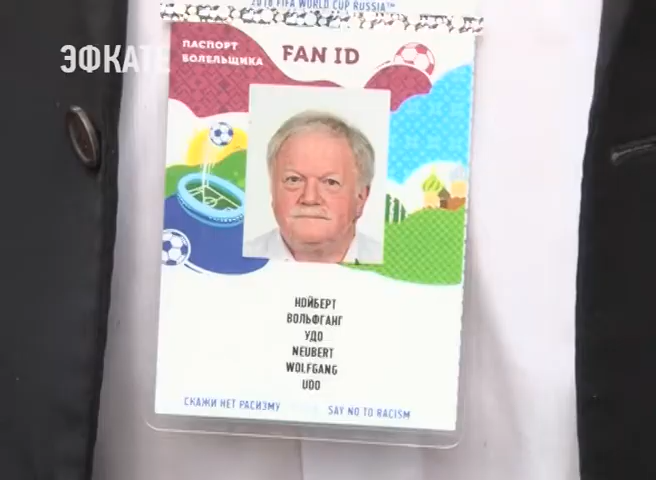 2018 FIFA WORLD CUP RUSSIA™
ПАСПОРТ
БОЛЕЛЬЩИКА
FAN ID
ЭФКАТЕ
НОЙБЕРТ
ВОЛЬФГАНГ
УДО
NEUBERT
WOLFGANG
UDO
СКАЖИ НЕТ РАСИЗМУ
SAY NO TO RACISM